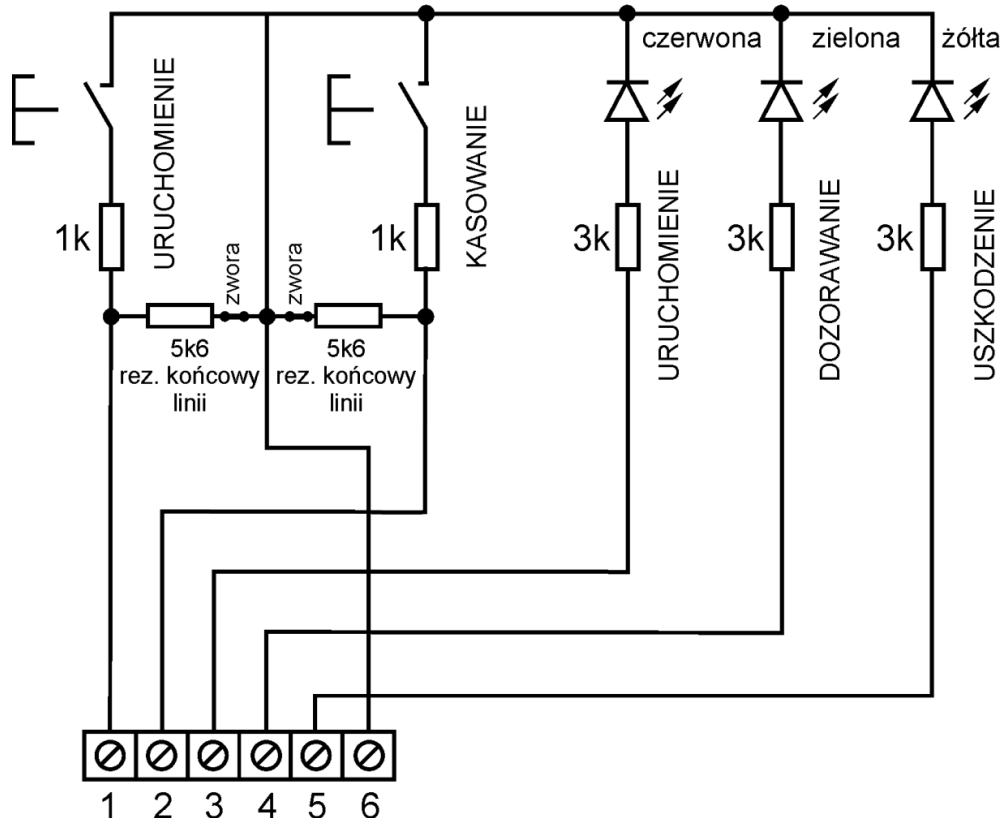 czerwona
zielona
żółta
URUCHOMIENIE
KASOWANIE
1k
1k
3k
3k
3k
URUCHOMIENIE
DOZORAWANIE
USZKODZENIE
zwora
zwora
5k6
rez. końcowy
linii
5k6
rez. końcowy
linii
1 2 3 4 5 6